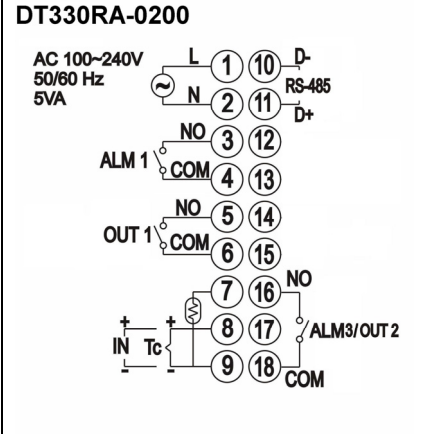 DT330RA-0200
AC 100~240V
50/60 Hz
5VA
L
N
1
10
D-
RS-485
2
11
D+
ALM 1
NO
COM
3
12
4
13
OUT 1
NO
COM
5
14
6
15
7
16
NO
+
+
8
17
ALM3/OUT 2
IN
Tc
-
-
9
18
COM